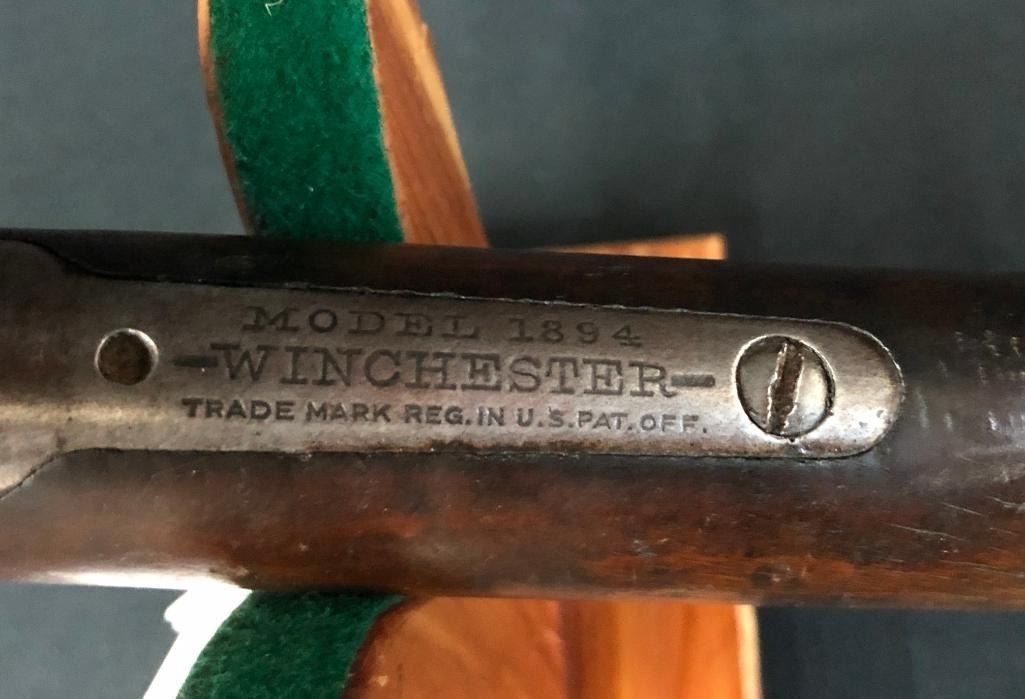 MODEL 1894
-WINCHESTER-
TRADE MARK REG. IN U.S. PAT. OFF.